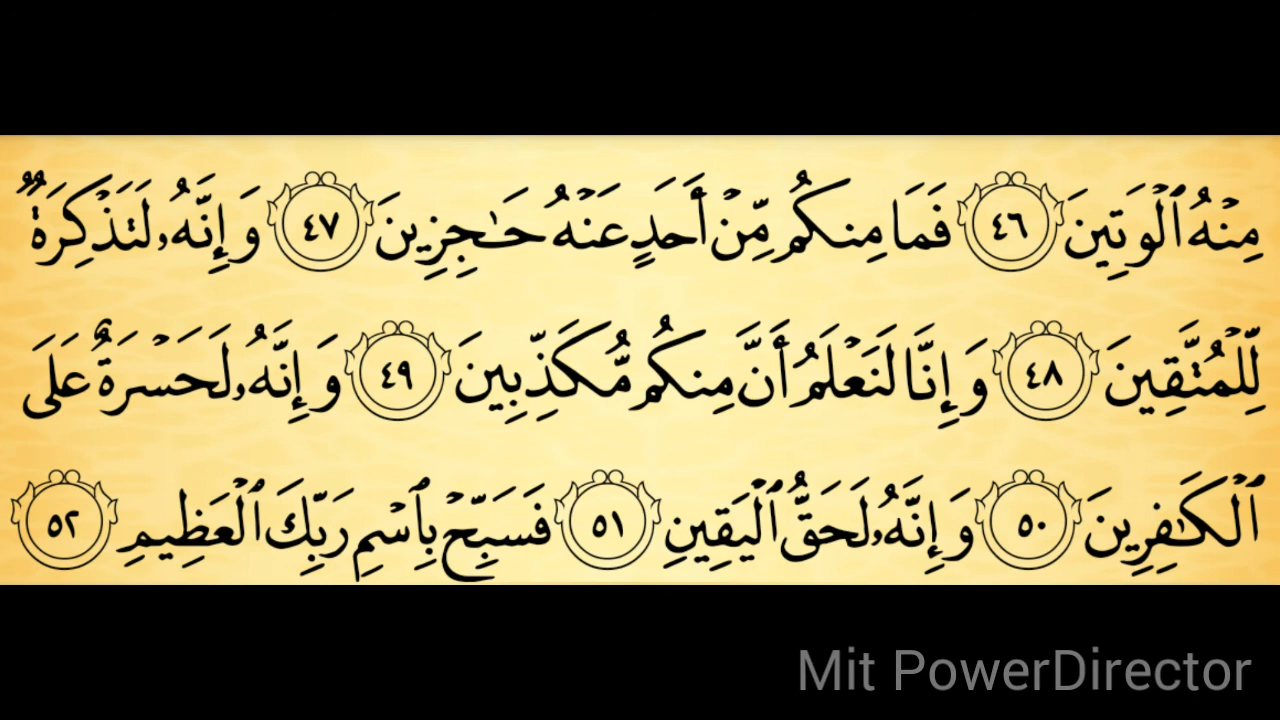 مِنْهُ ٱلْوَتِينَ ٤٦ فَمَا مِنكُم مِّنْ أَحَدٍ عَنْهُ حَـٰجِزِينَ ٤٧ وَإِنَّهُۥ لَتَذْكِرَةٌ
لِّلْمُتَّقِينَ ٤٨ وَإِنَّا لَنَعْلَمُ أَنَّ مِنكُم مُّكَذِّبِينَ ٤٩ وَإِنَّهُۥ لَحَسْرَةٌ عَلَى
ٱلْكَـٰفِرِينَ ٥٠ وَإِنَّهُۥ لَحَقُّ ٱلْيَقِينِ ٥١ فَسَبِّحْ بِٱسْمِ رَبِّكَ ٱلْعَظِيمِ ٥٢
Mit PowerDirector